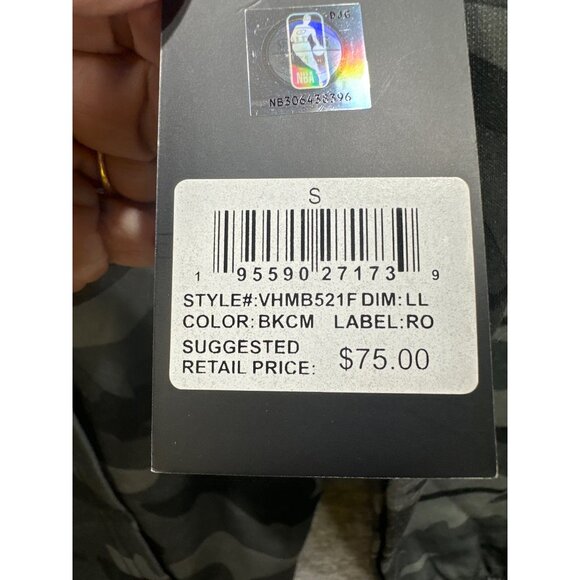 DJG
NBA
NB306438396
S
1 95590 27173 9
STYLE#:VHMB521F DIM:LL
COLOR:BKCM LABEL:RO
SUGGESTED
RETAIL PRICE: $75.00